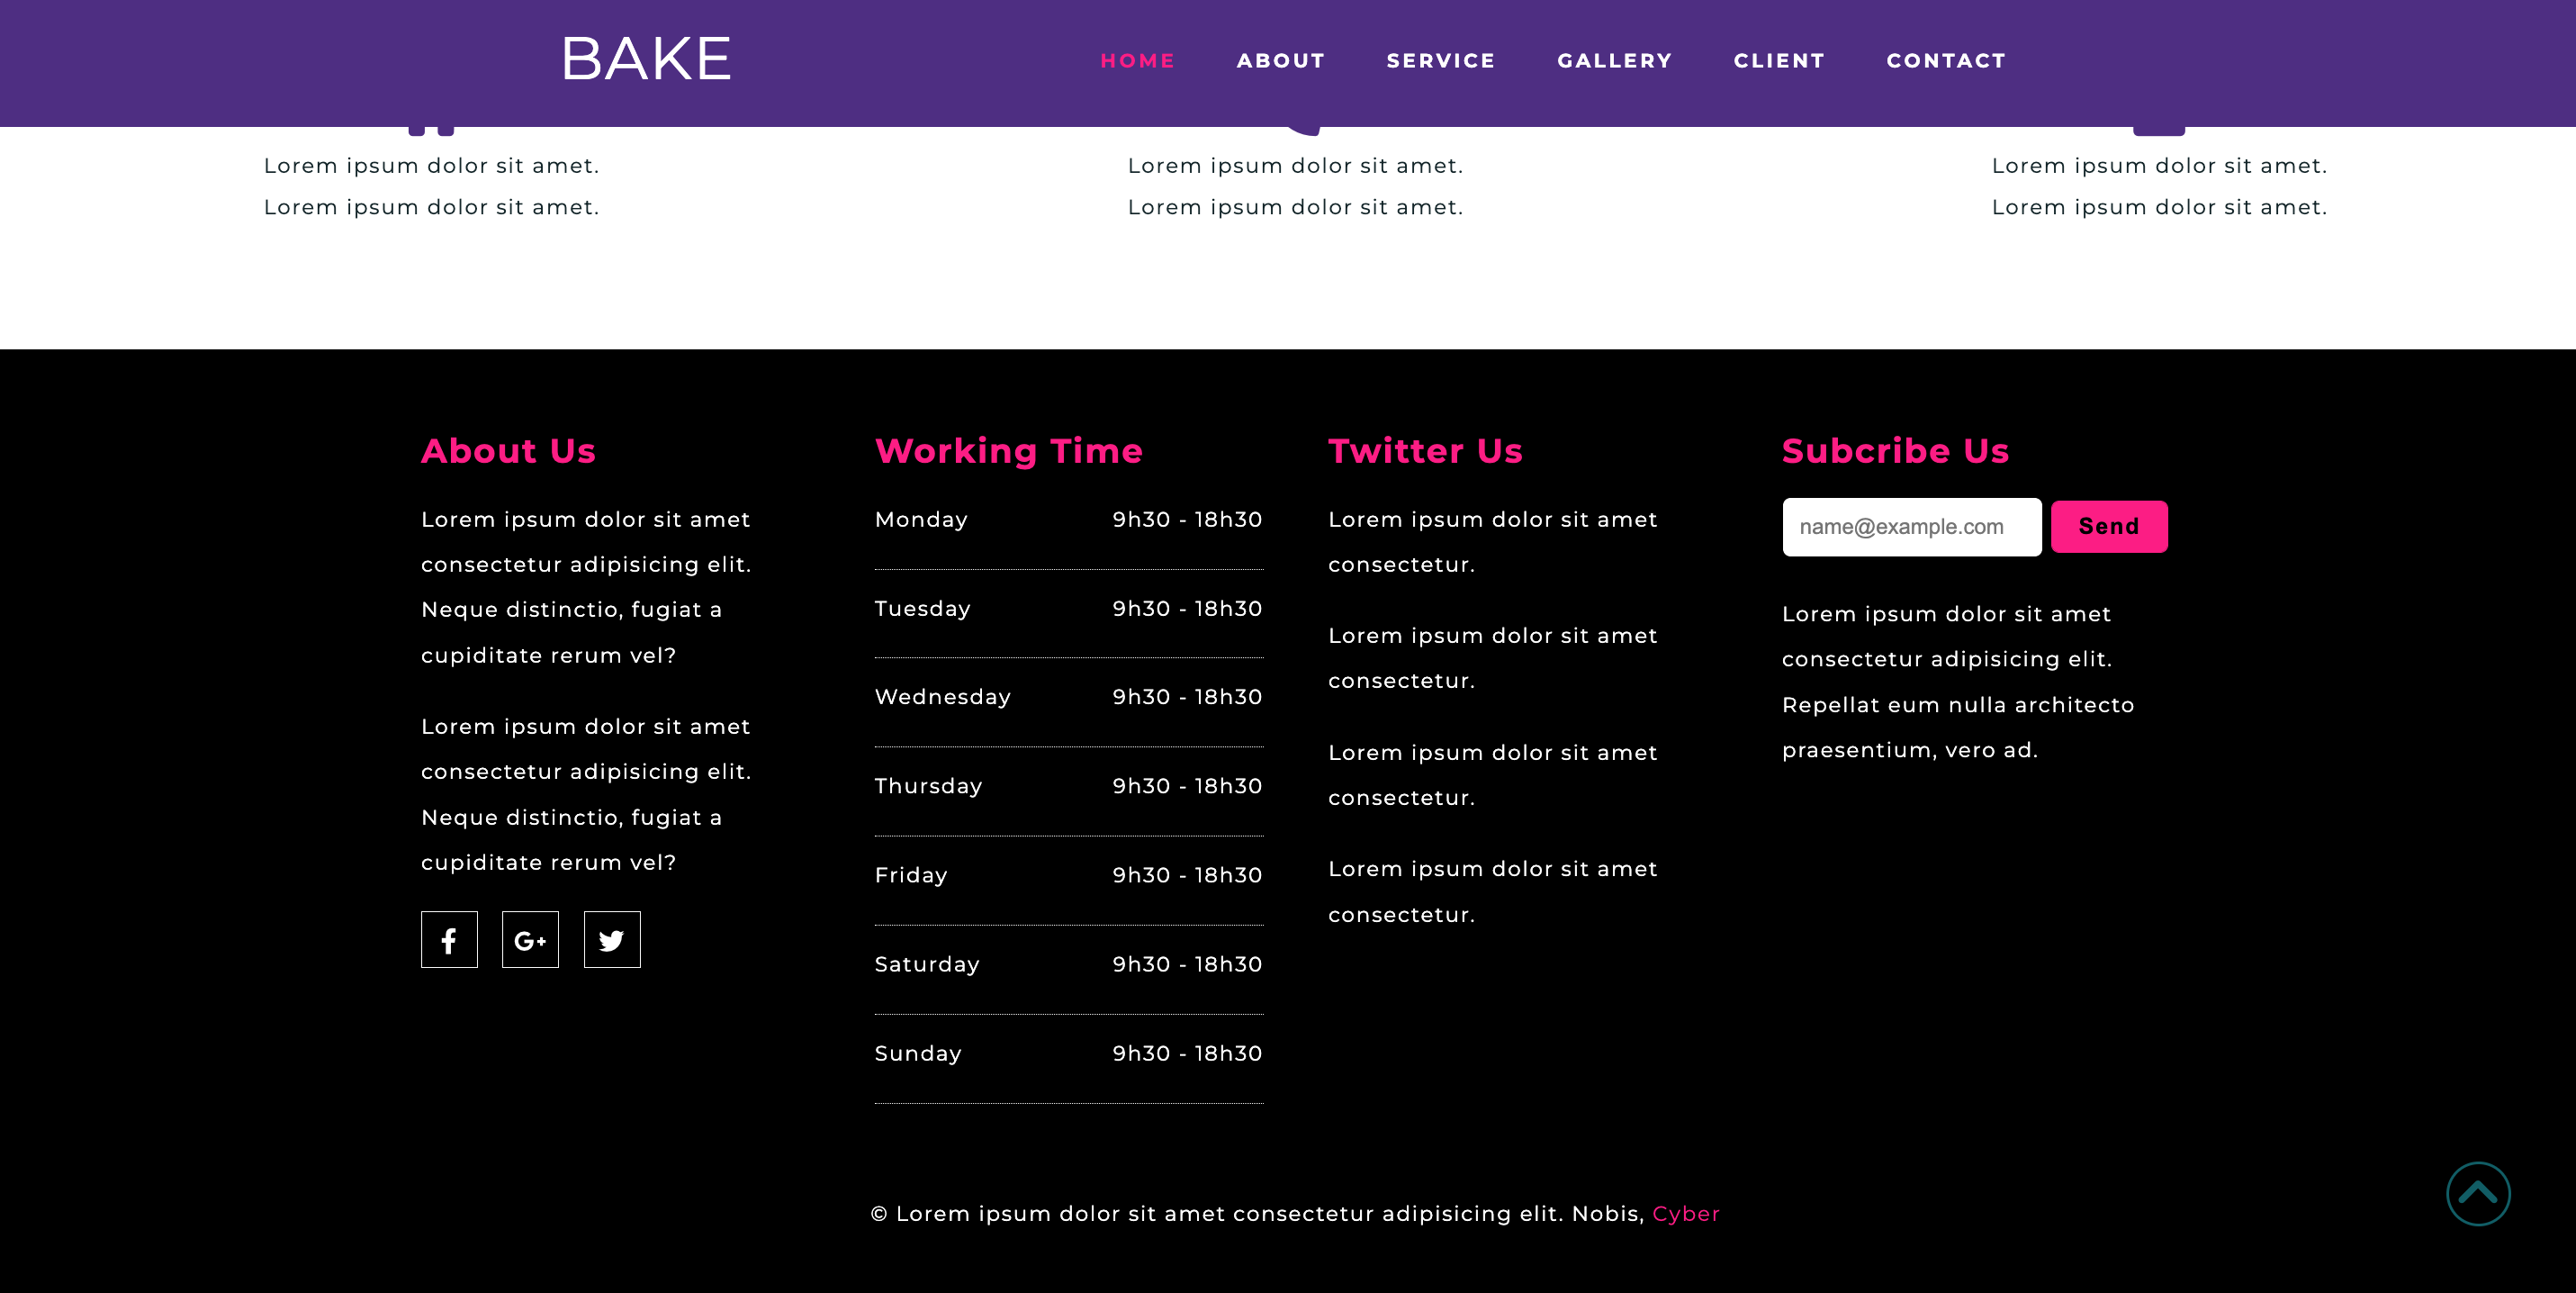 BAKE
HOME ABOUT SERVICE GALLERY CLIENT CONTACT
Lorem ipsum dolor sit amet.
Lorem ipsum dolor sit amet.
Lorem ipsum dolor sit amet.
Lorem ipsum dolor sit amet.
Lorem ipsum dolor sit amet.
Lorem ipsum dolor sit amet.
About Us
Lorem ipsum dolor sit amet
consectetur adipisicing elit.
Neque distinctio, fugiat a
cupiditate rerum vel?
Lorem ipsum dolor sit amet
consectetur adipisicing elit.
Neque distinctio, fugiat a
cupiditate rerum vel?
G+
Working Time
Monday 9h30 - 18h30
Tuesday 9h30 - 18h30
Wednesday 9h30 - 18h30
Thursday 9h30 - 18h30
Friday 9h30 - 18h30
Saturday 9h30 - 18h30
Sunday 9h30 - 18h30
Twitter Us
Lorem ipsum dolor sit amet
consectetur.
Lorem ipsum dolor sit amet
consectetur.
Lorem ipsum dolor sit amet
consectetur.
Lorem ipsum dolor sit amet
consectetur.
Subcribe Us
name@example.com Send
Lorem ipsum dolor sit amet
consectetur adipisicing elit.
Repellat eum nulla architecto
praesentium, vero ad.
© Lorem ipsum dolor sit amet consectetur adipisicing elit. Nobis, Cyber